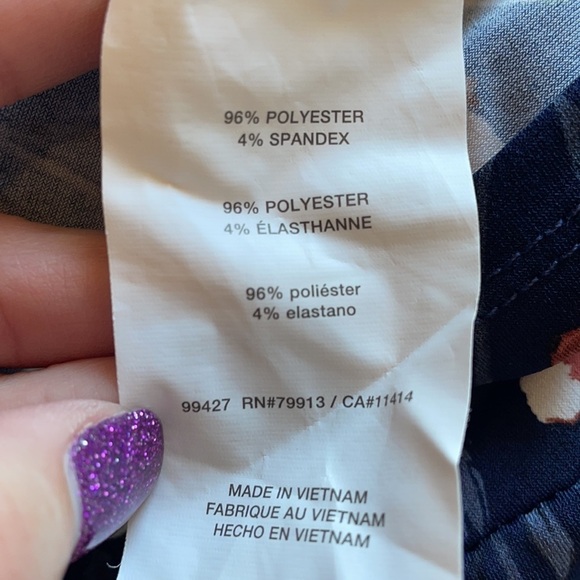 96% POLYESTER
4% SPANDEX
96% POLYESTER
4% ÉLASTHANNE
96% poliéster
4% elastano
99427 RN#79913 / CA#11414
MADE IN VIETNAM
FABRIQUE AU VIETNAM
HECHO EN VIETNAM